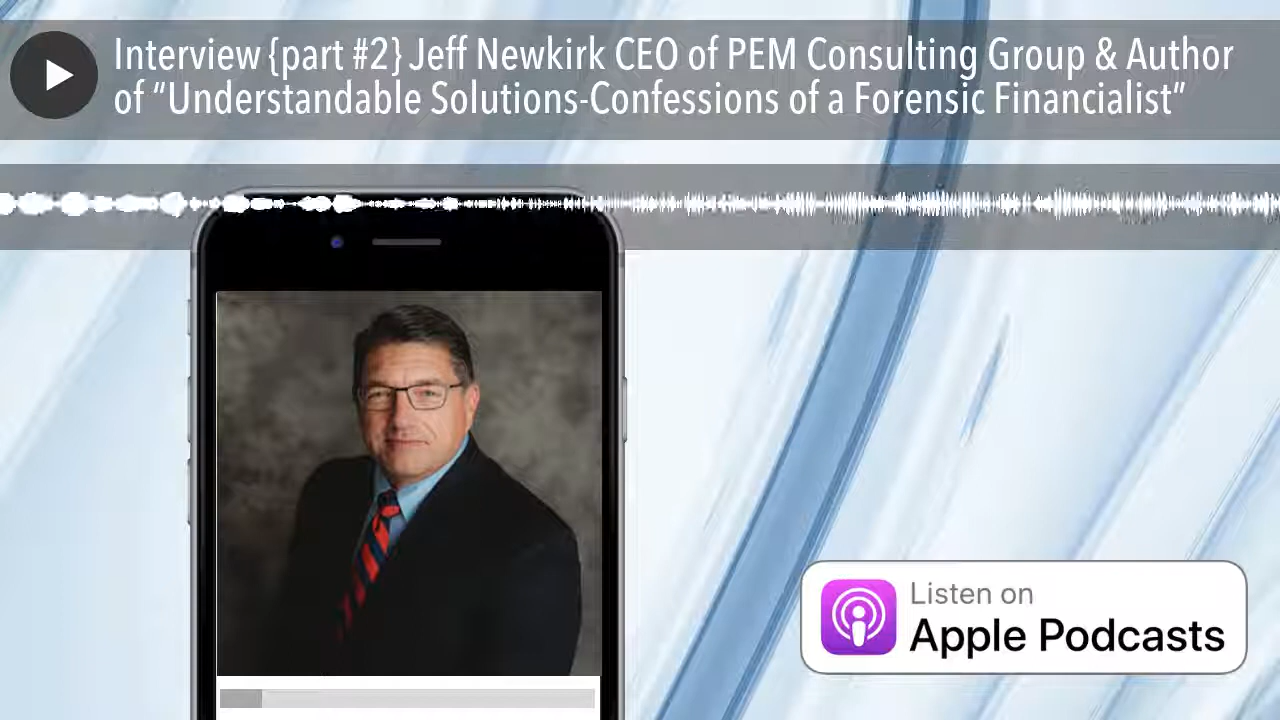 Interview {part #2} Jeff Newkirk CEO of PEM Consulting Group & Author
of “Understandable Solutions-Confessions of a Forensic Financialist”
Listen on
Apple Podcasts